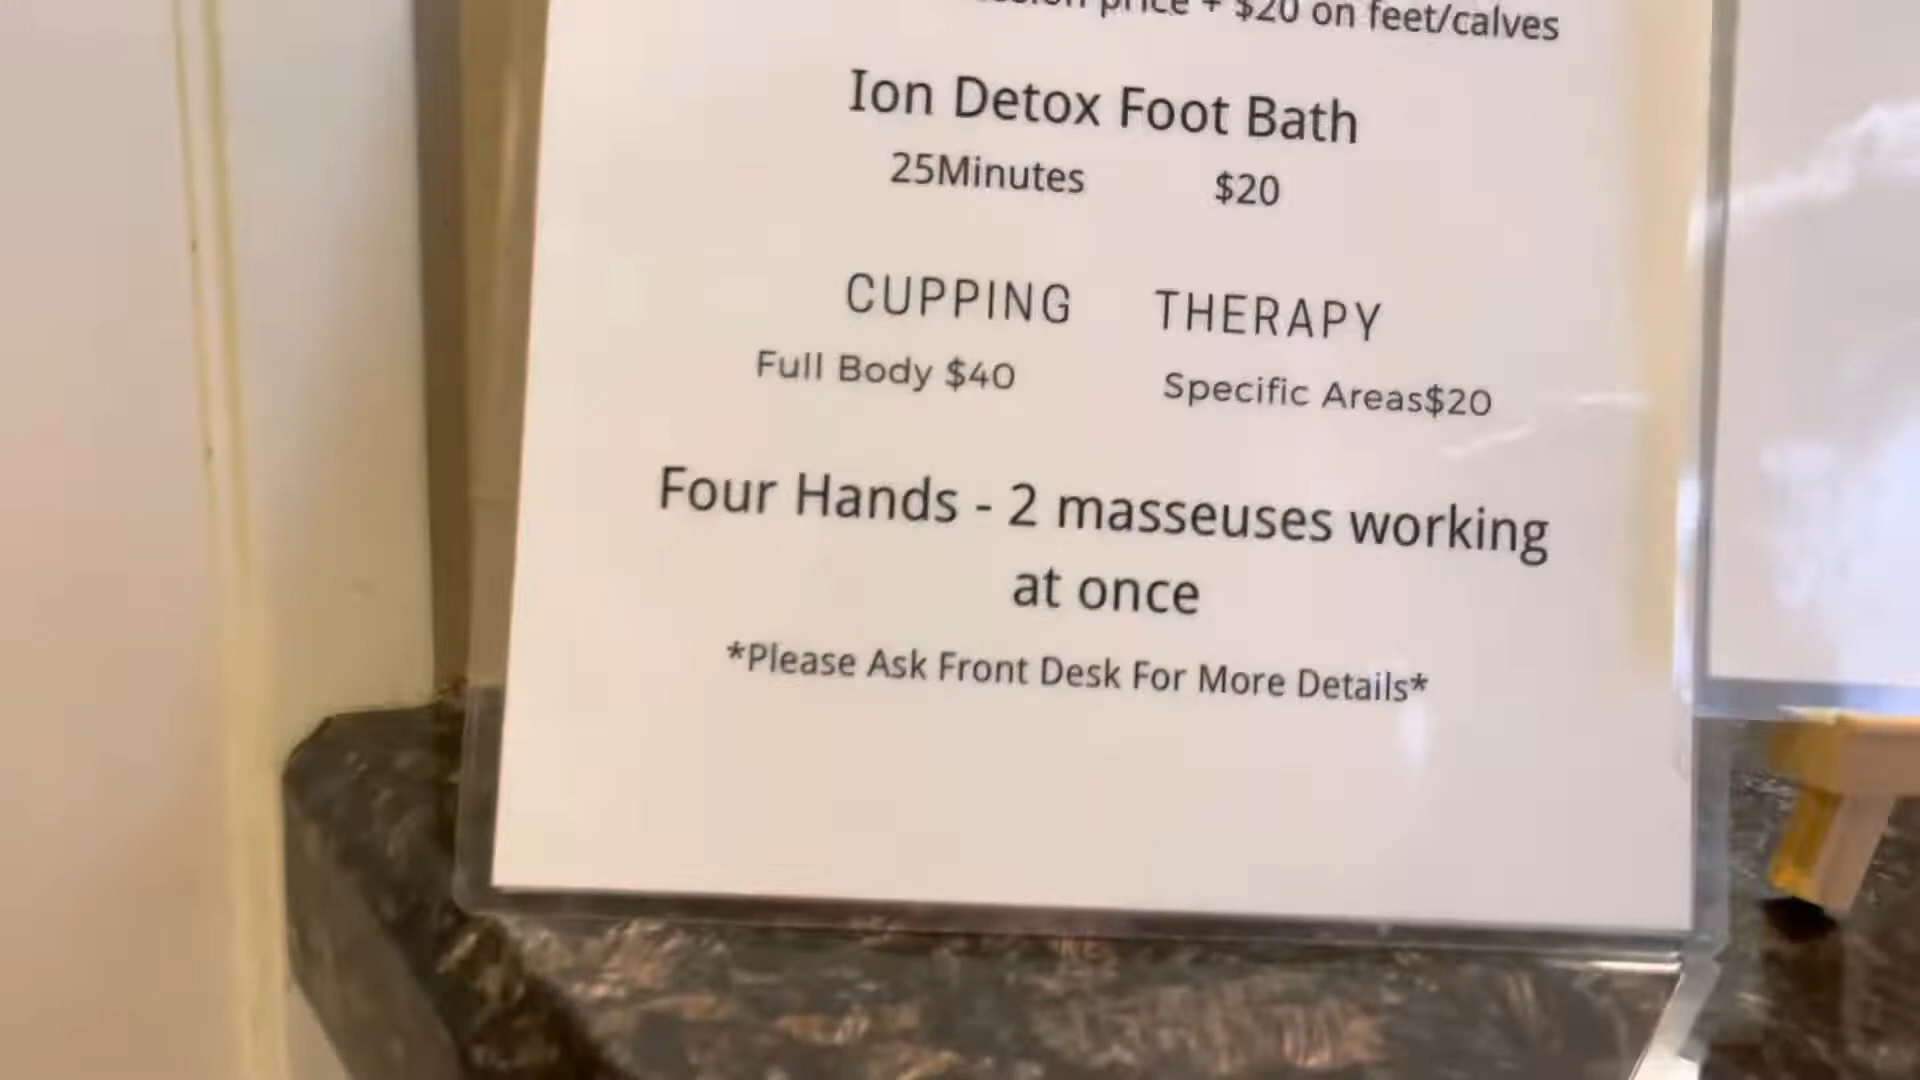 price + $20 on feet/calves
Ion Detox Foot Bath
25Minutes $20
CUPPING THERAPY
Full Body $40 Specific Areas$20
Four Hands - 2 masseuses working
at once
*Please Ask Front Desk For More Details*